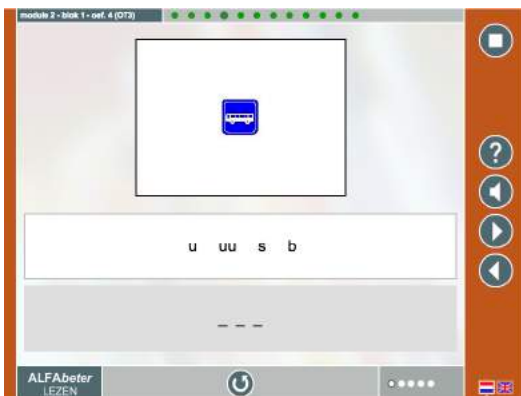 module 2 - blok 1 - oef. 4 (OT3)
?
u uu s b
_ _ _
ALFAbeter
LEZEN